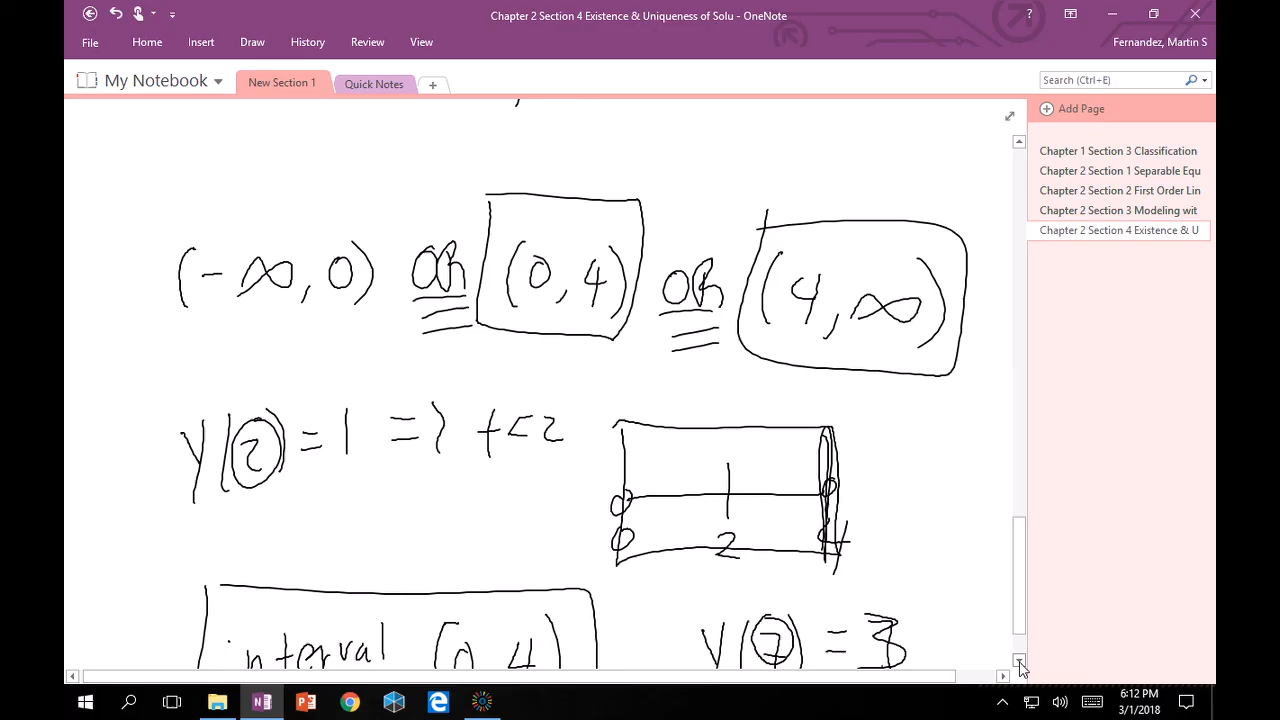 Chapter 2 Section 4 Existence & Uniqueness of Solu - OneNote
?
File Home Insert Draw History Review View
Fernandez, Martin S
My Notebook
New Section 1
Quick Notes
Search (Ctrl+E)
Add Page
Chapter 1 Section 3 Classification
Chapter 2 Section 1 Separable Equ
Chapter 2 Section 2 First Order Lin
Chapter 2 Section 3 Modeling wit
Chapter 2 Section 4 Existence & U
(-∞,0) OR (0,4) OR (4,∞)
y(2) = 1 =>
0 2 4
interval (0,4)
y(7) = 3
6:12 PM
3/1/2018